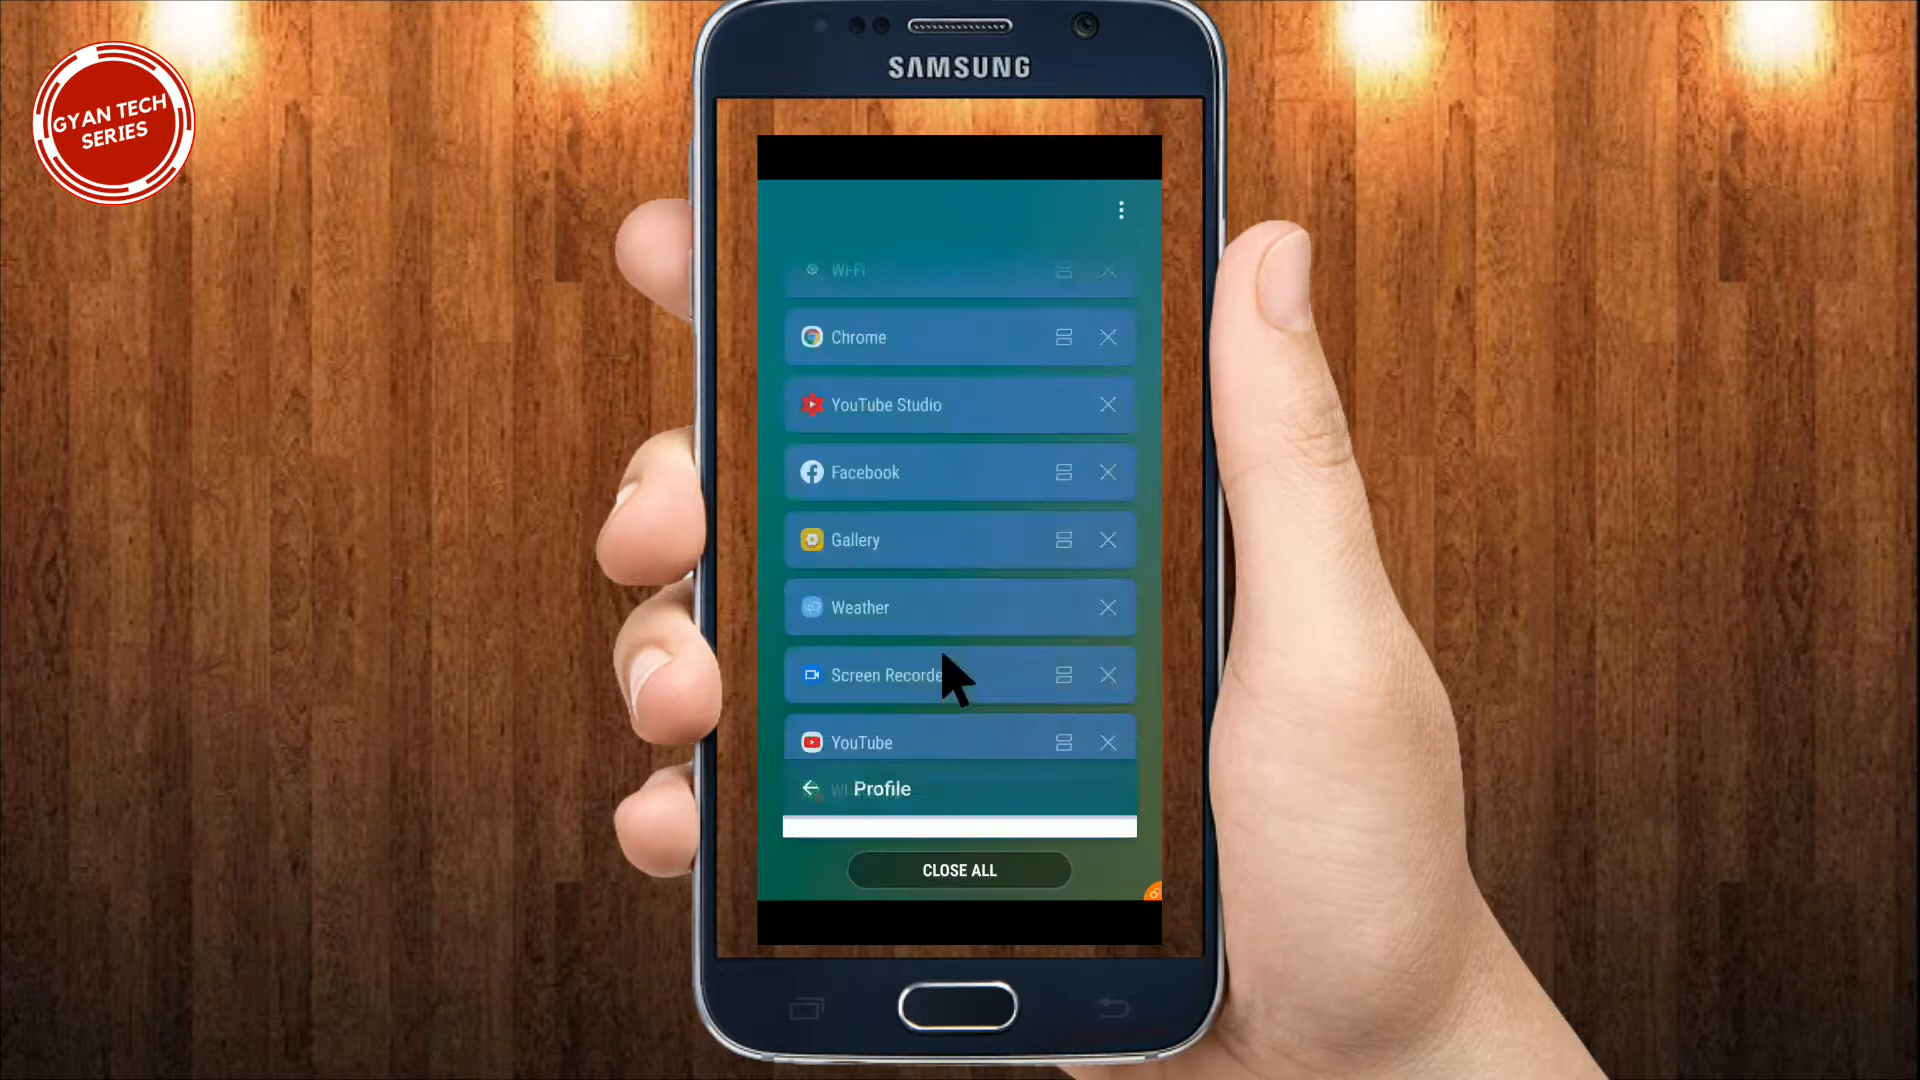 GYAN TECH
SERIES
SAMSUNG
Wi-Fi
Chrome
YouTube Studio
Facebook
Gallery
Weather
Screen Recorde
YouTube
Profile
CLOSE ALL